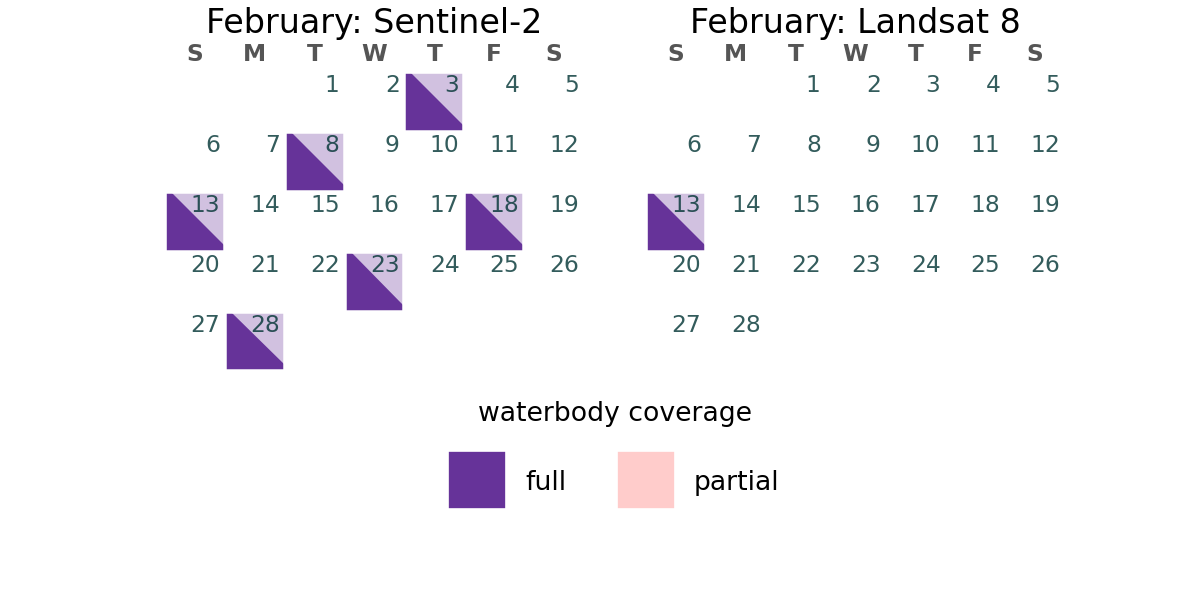 February: Sentinel-2
S M T W T F S
1 2 3 4 5
6 7 8 9 10 11 12
13 14 15 16 17 18 19
20 21 22 23 24 25 26
27 28
February: Landsat 8
S M T W T F S
1 2 3 4 5
6 7 8 9 10 11 12
13 14 15 16 17 18 19
20 21 22 23 24 25 26
27 28
waterbody coverage
full partial